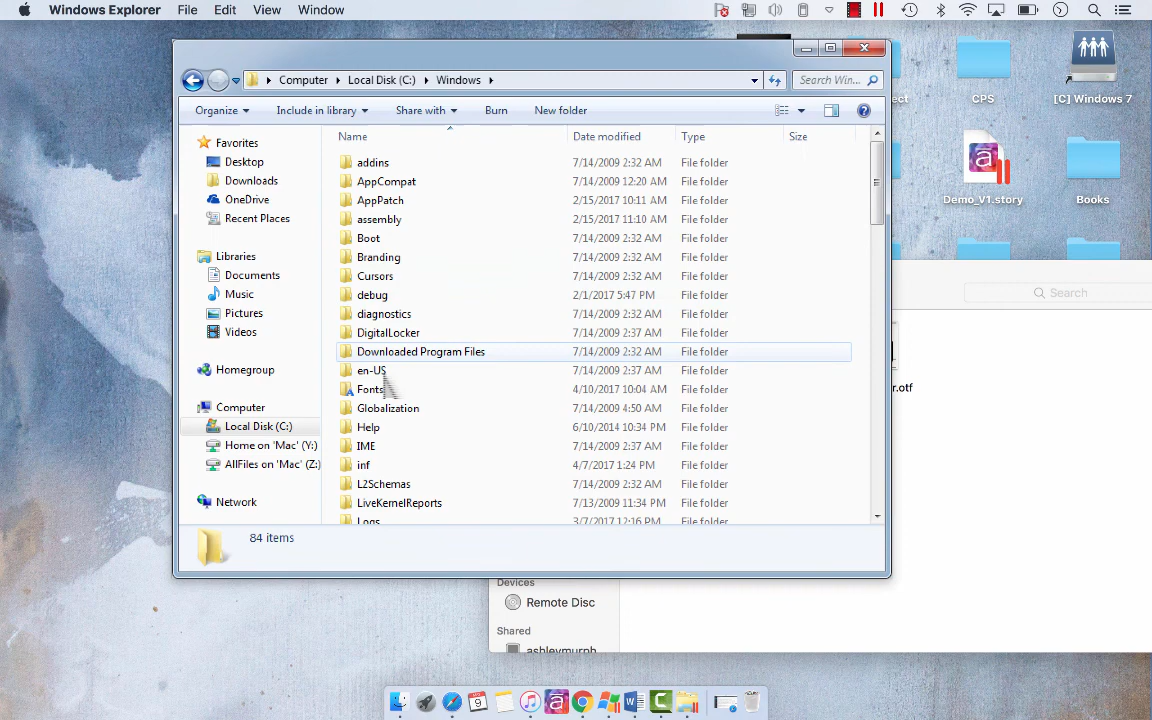 Windows Explorer File Edit View Window
Computer Local Disk (C:) Windows Search Win...
Organize Include in library Share with Burn New folder
Name Date modified Type Size
Favorites
Desktop
Downloads
OneDrive
Recent Places
Libraries
Documents
Music
Pictures
Videos
Homegroup
Computer
Local Disk (C:)
Home on 'Mac' (Y:)
AllFiles on 'Mac' (Z:)
Network
addins 7/14/2009 2:32 AM File folder
AppCompat 7/14/2009 12:20 AM File folder
AppPatch 2/15/2017 10:11 AM File folder
assembly 2/15/2017 11:10 AM File folder
Boot 7/14/2009 2:32 AM File folder
Branding 7/14/2009 2:32 AM File folder
Cursors 7/14/2009 2:32 AM File folder
debug 2/1/2017 5:47 PM File folder
diagnostics 7/14/2009 2:32 AM File folder
DigitalLocker 7/14/2009 2:37 AM File folder
Downloaded Program Files 7/14/2009 2:32 AM File folder
en-US 7/14/2009 2:37 AM File folder
Fonts 4/10/2017 10:04 AM File folder
Globalization 7/14/2009 4:50 AM File folder
Help 6/10/2014 10:34 PM File folder
IME 7/14/2009 2:37 AM File folder
inf 4/7/2017 1:24 PM File folder
L2Schemas 7/14/2009 2:32 AM File folder
LiveKernelReports 7/13/2009 11:34 PM File folder
Logs 3/7/2017 12:16 PM File folder
84 items
ect
CPS
[C] Windows 7
Demo_V1.story
Books
Search
r.otf
Devices
Remote Disc
Shared
ashleymurph
9